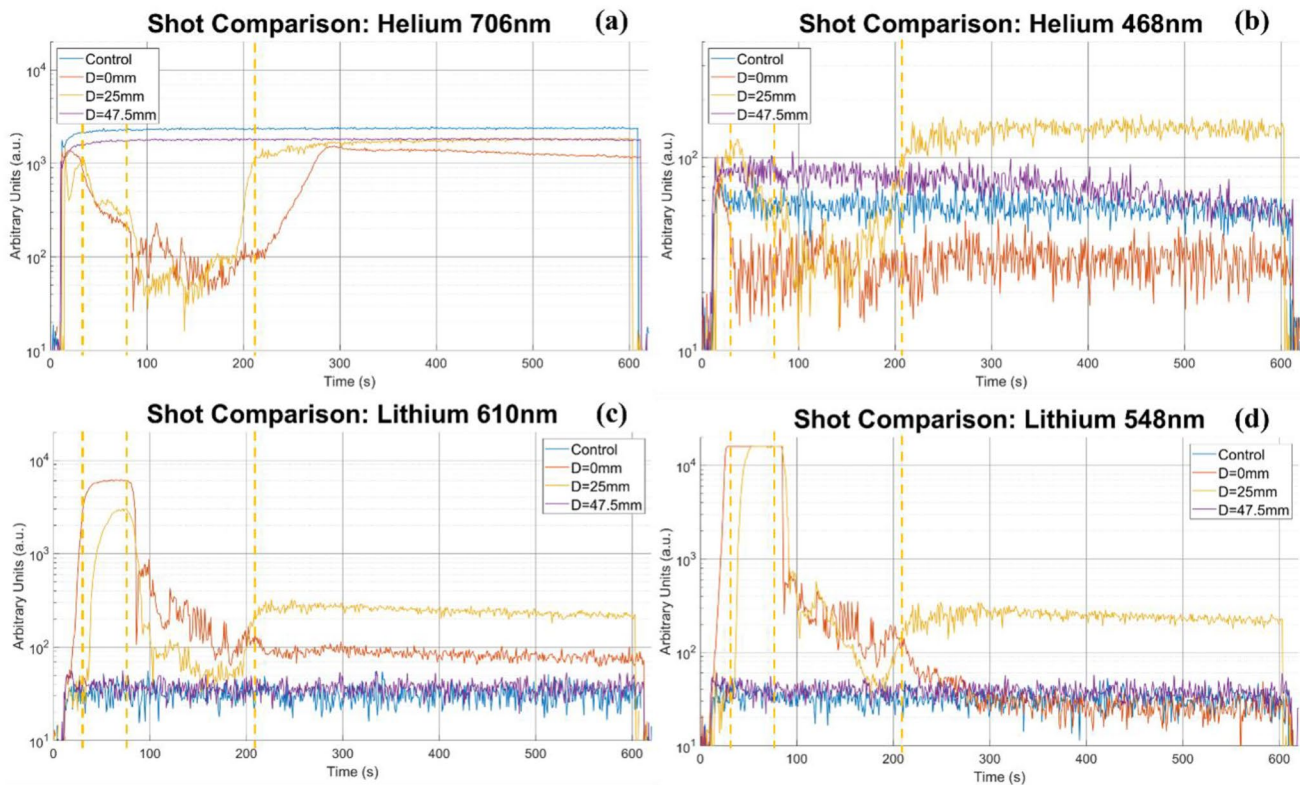 Shot Comparison: Helium 706nm (a)
Control
D=0mm
D=25mm
D=47.5mm
10^4
10^3
10^2
10^1
Arbitrary Units (a.u.)
0 100 200 300 400 500 600
Time (s)
Shot Comparison: Helium 468nm (b)
Control
D=0mm
D=25mm
D=47.5mm
10^2
10^1
Arbitrary Units (a.u.)
0 100 200 300 400 500 600
Time (s)
Shot Comparison: Lithium 610nm (c)
Control
D=0mm
D=25mm
D=47.5mm
10^4
10^3
10^2
10^1
Arbitrary Units (a.u.)
0 100 200 300 400 500 600
Time (s)
Shot Comparison: Lithium 548nm (d)
Control
D=0mm
D=25mm
D=47.5mm
10^4
10^3
10^2
10^1
Arbitrary Units (a.u.)
0 100 200 300 400 500 600
Time (s)